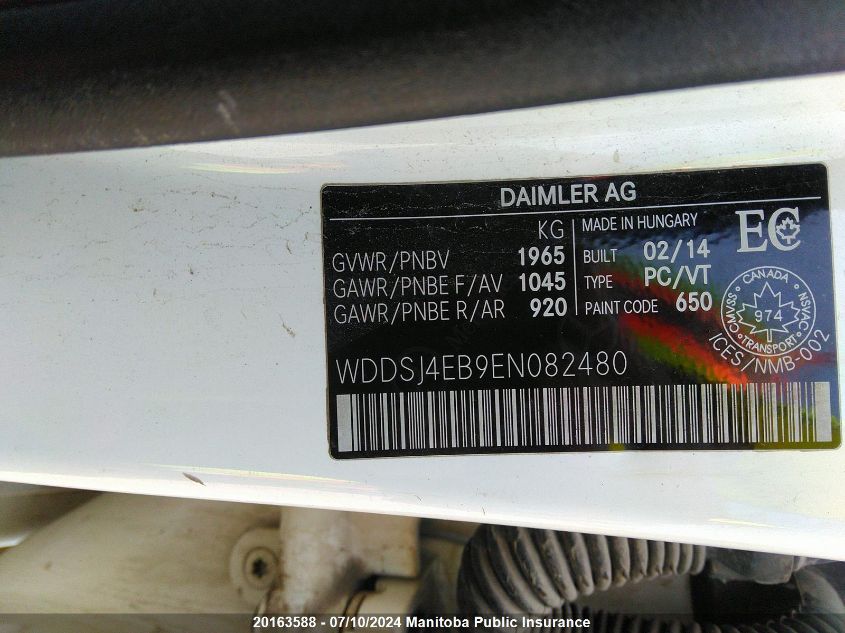 DAIMLER AG
KG
GVWR/PNBV 1965
GAWR/PNBE F/AV 1045
GAWR/PNBE R/AR 920
MADE IN HUNGARY
BUILT 02/14
TYPE PC/VT
PAINT CODE 650
EC
CANADA
CMVSS NSVAC
974
ICES/NMB-002
WDDSJ4EB9EN082480
20163588 - 07/10/2024 Manitoba Public Insurance